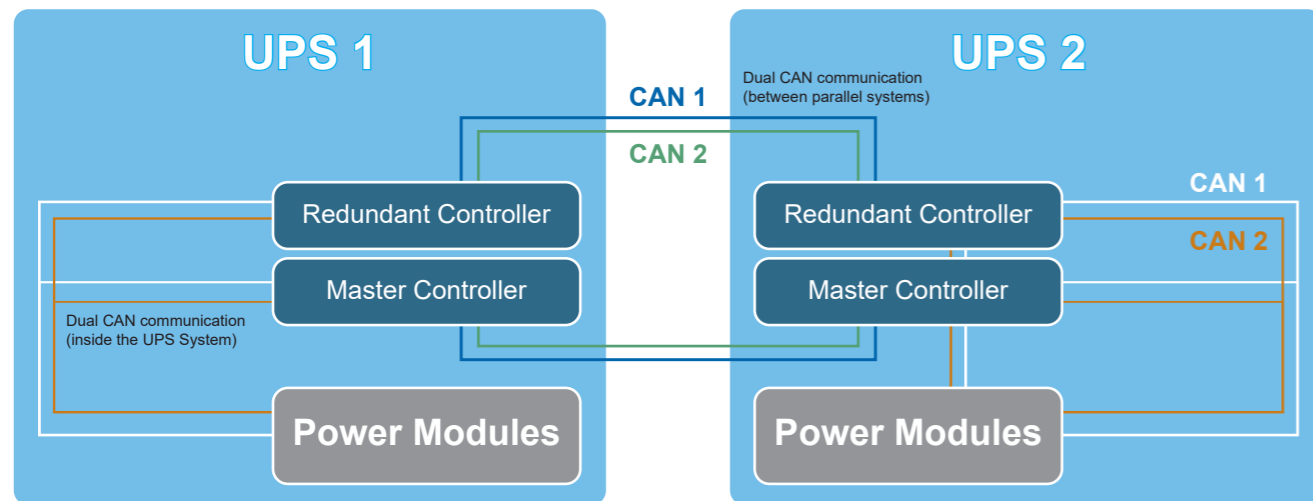 UPS 1
UPS 2
Dual CAN communication
(between parallel systems)
CAN 1
CAN 2
Redundant Controller
Redundant Controller
CAN 1
CAN 2
Master Controller
Master Controller
Dual CAN communication
(inside the UPS System)
Power Modules
Power Modules